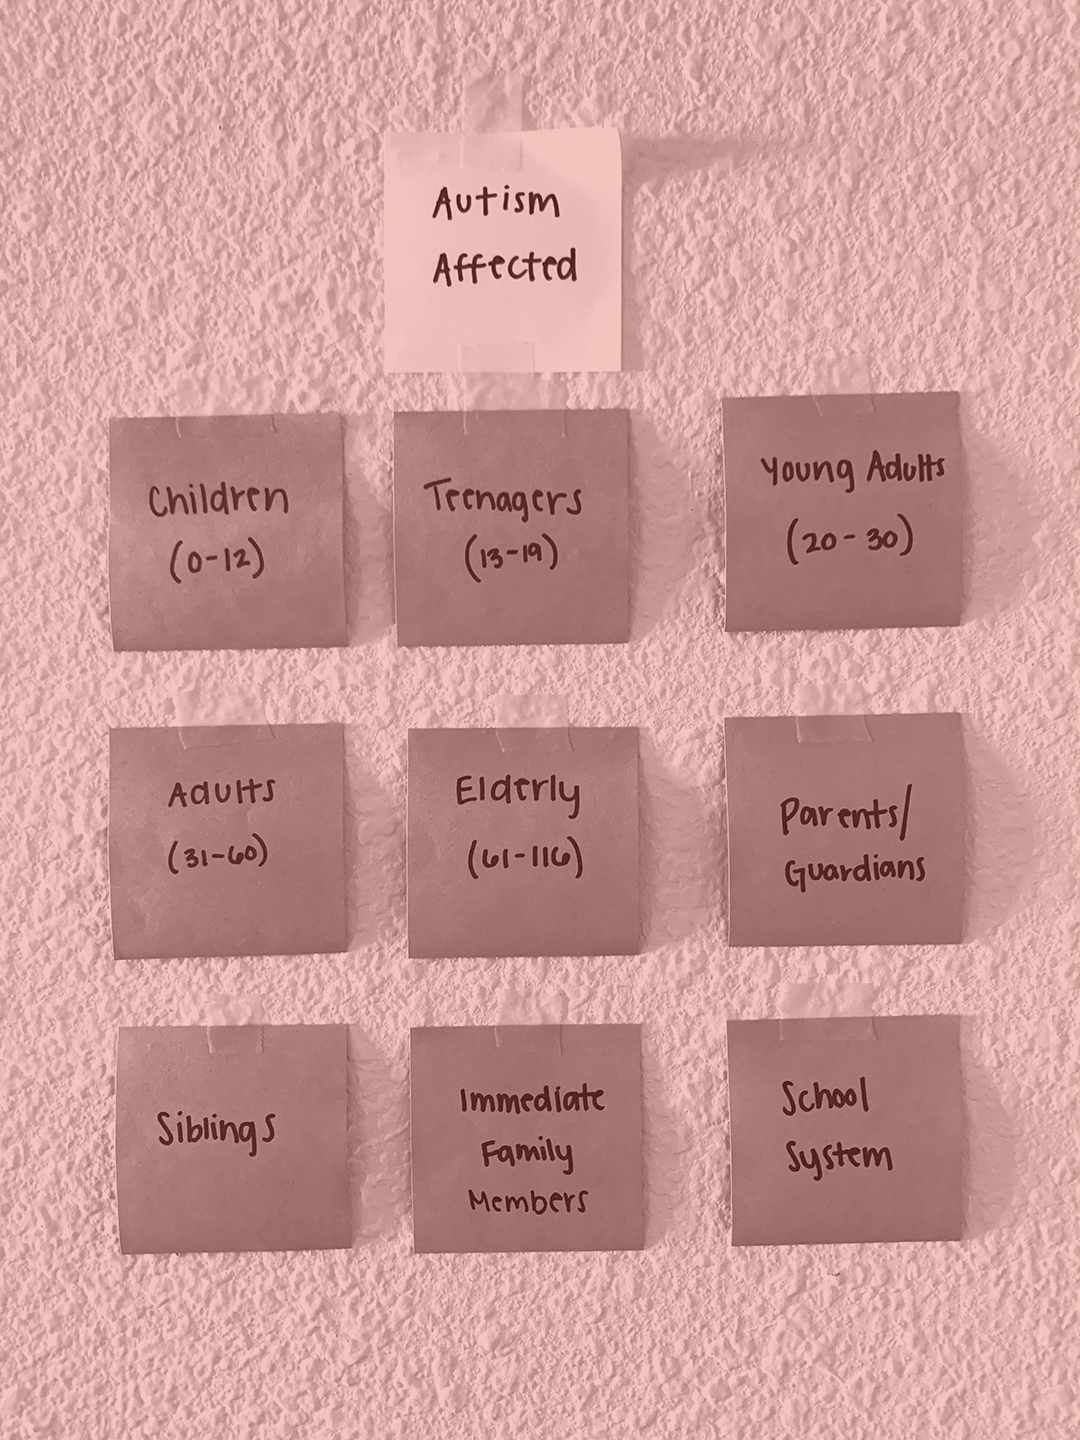 Autism
Affected
Children
(0-12)
Teenagers
(13-19)
Young Adults
(20-30)
Adults
(31-60)
Elderly
(61-116)
Parents/
Guardians
Siblings
Immediate
Family
Members
School
System